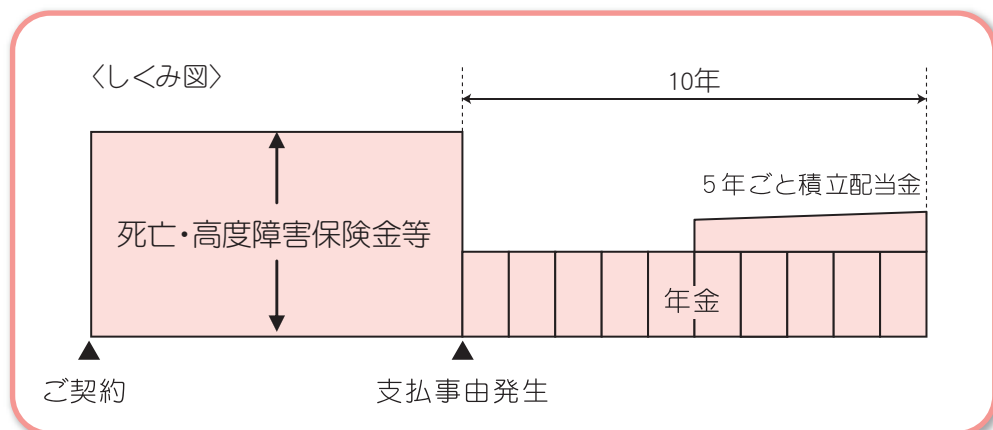 〈しくみ図〉
10年
5年ごと積立配当金
死亡・高度障害保険金等
年金
ご契約
支払事由発生